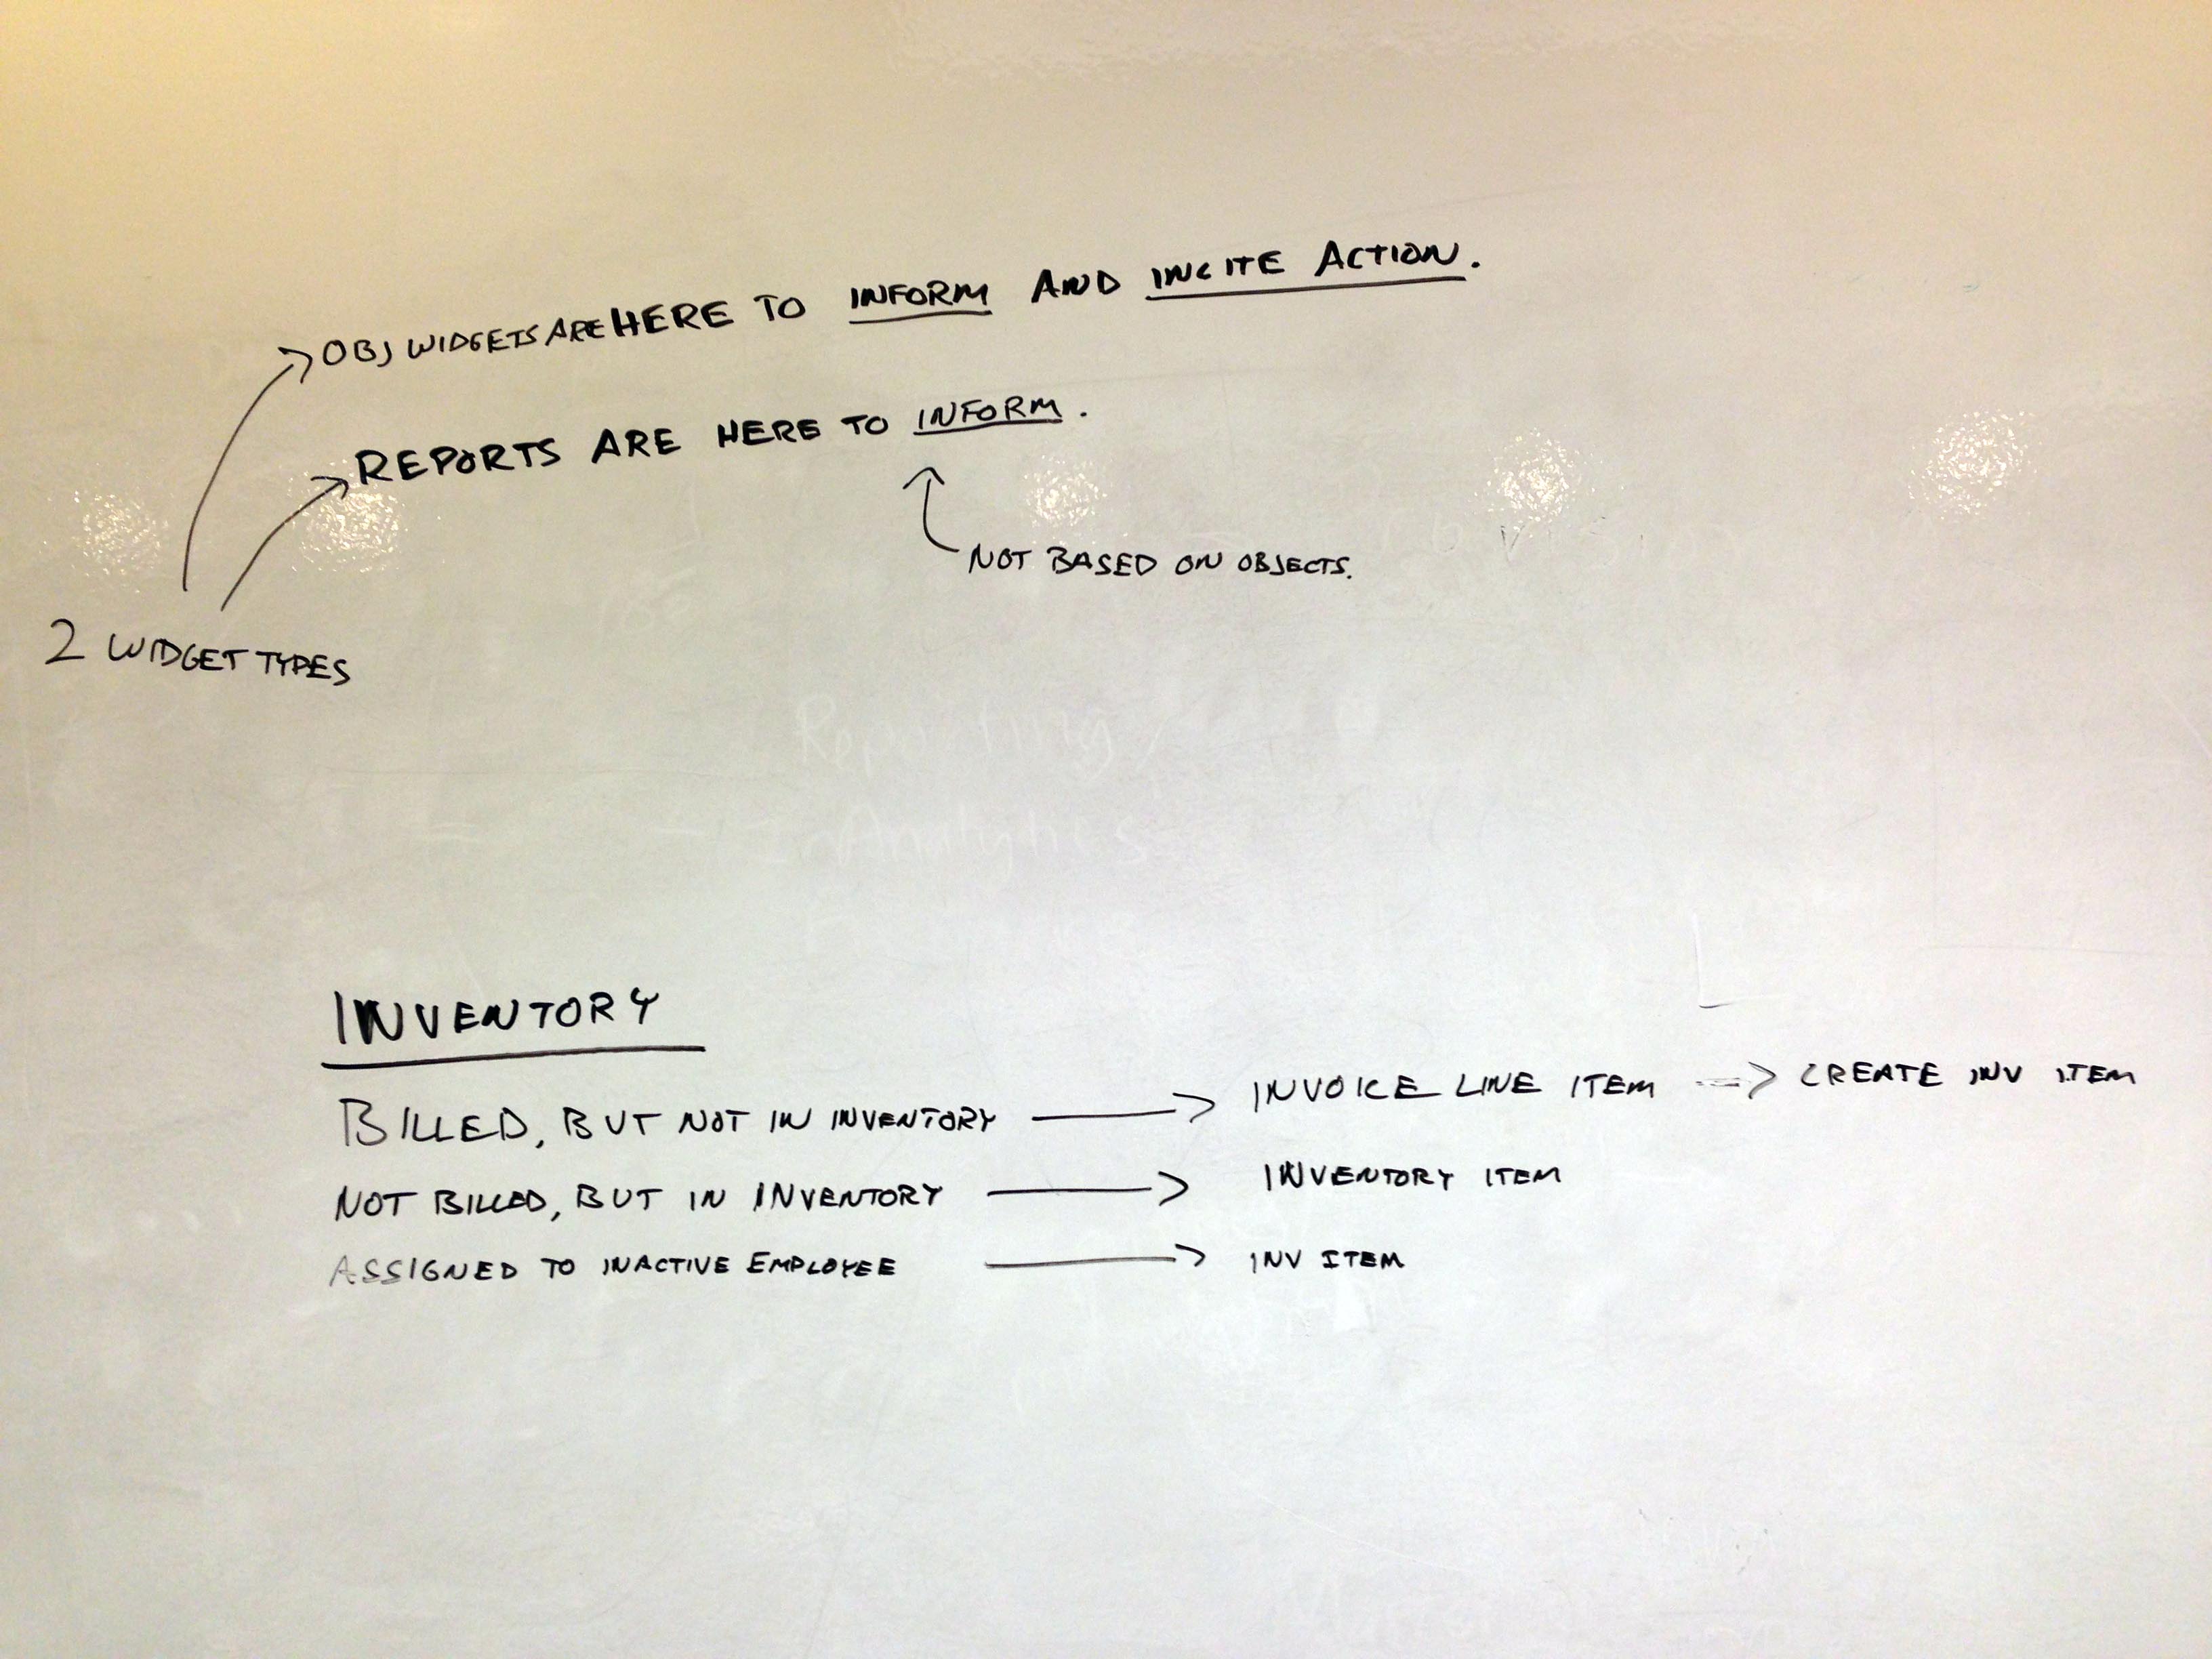 OBJ WIDGETS ARE HERE TO INFORM AND INCITE ACTION.
REPORTS ARE HERE TO INFORM.
NOT BASED ON OBJECTS.
2 WIDGET TYPES
Reporting
Analytics
INVENTORY
BILLED, BUT NOT IN INVENTORY → INVOICE LINE ITEM → CREATE INV ITEM
NOT BILLED, BUT IN INVENTORY → INVENTORY ITEM
ASSIGNED TO INACTIVE EMPLOYEE → INV ITEM